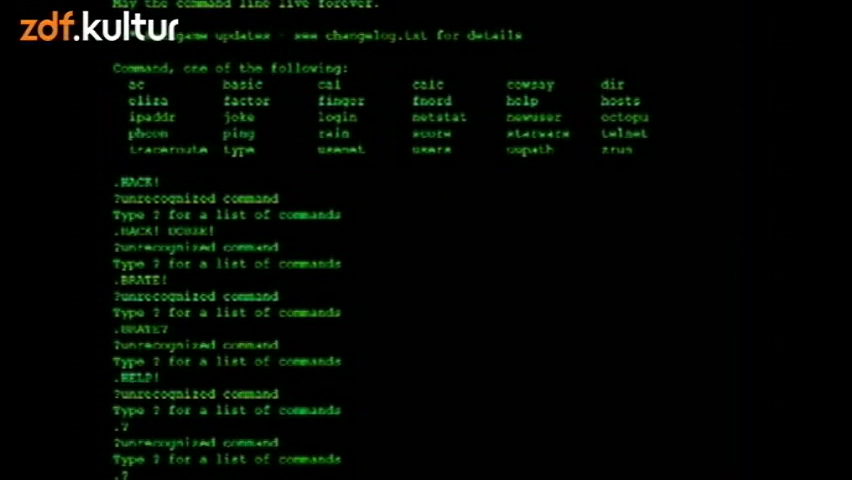 May the command line live forever.
zdf.kultur
game updates - see changelog.txt for details
Command, one of the following:
ac basic cal calc cowsay dir
eliza factor finger fnord help hosts
ipaddr joke login netstat newuser octopu
phoon ping rain score starwars telnet
traceroute type usenet users uupath zrun
.HACK!
?unrecognized command
Type ? for a list of commands
.HACK!
?unrecognized command
Type ? for a list of commands
.BRATE!
?unrecognized command
Type ? for a list of commands
.BRATE?
?unrecognized command
Type ? for a list of commands
.HELP!
?unrecognized command
Type ? for a list of commands
.?
?unrecognized command
Type ? for a list of commands
.?